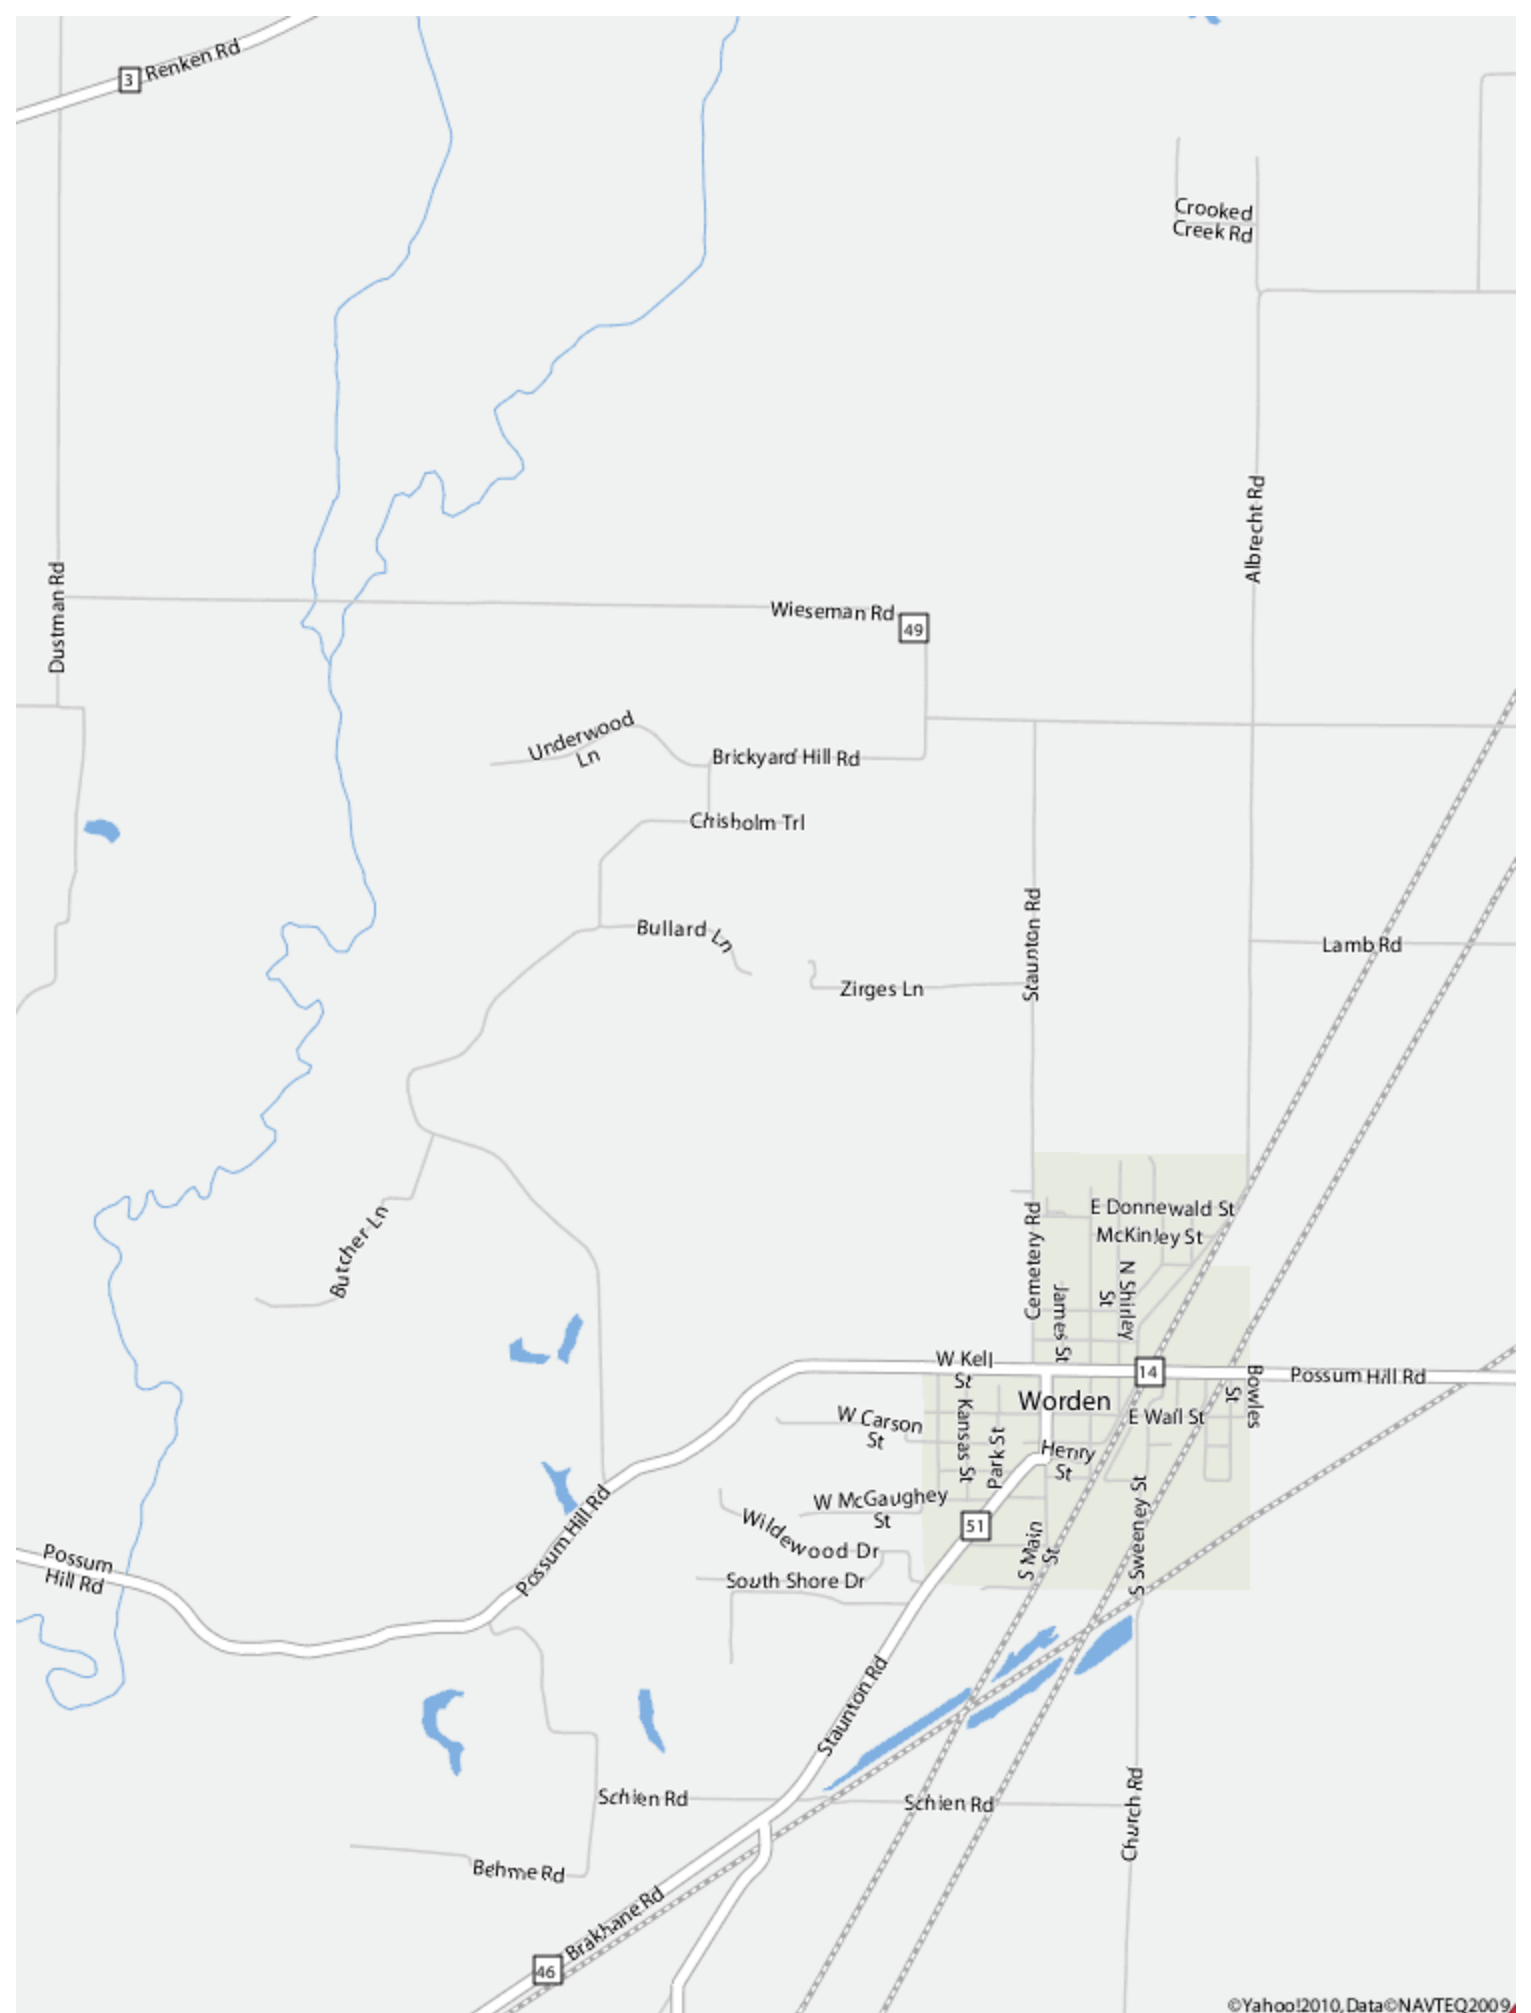 3
Renken Rd
Crooked
Creek Rd
Albrecht Rd
Dustman Rd
Wieseman Rd
49
Underwood
Ln
Brickyard Hill Rd
Chisholm Trl
Bullard Ln
Staunton Rd
Lamb Rd
Zirges Ln
Butcher Ln
E Donnewald St
McKinley St
Cemetery Rd
N Shirley
St
James St
W Kell
St
14
Possum Hill Rd
Bowles
St
Worden
W Carson
St
Kansas St
Park St
E Wall St
Henry
St
W McGaughey
St
51
Wildewood Dr
South Shore Dr
S Main
St
S Sweeney St
Possum Hill Rd
Possum
Hill Rd
Staunton Rd
Schien Rd
Schien Rd
Church Rd
Behme Rd
Brakhane Rd
46
©Yahoo!2010,Data©NAVTEQ2009